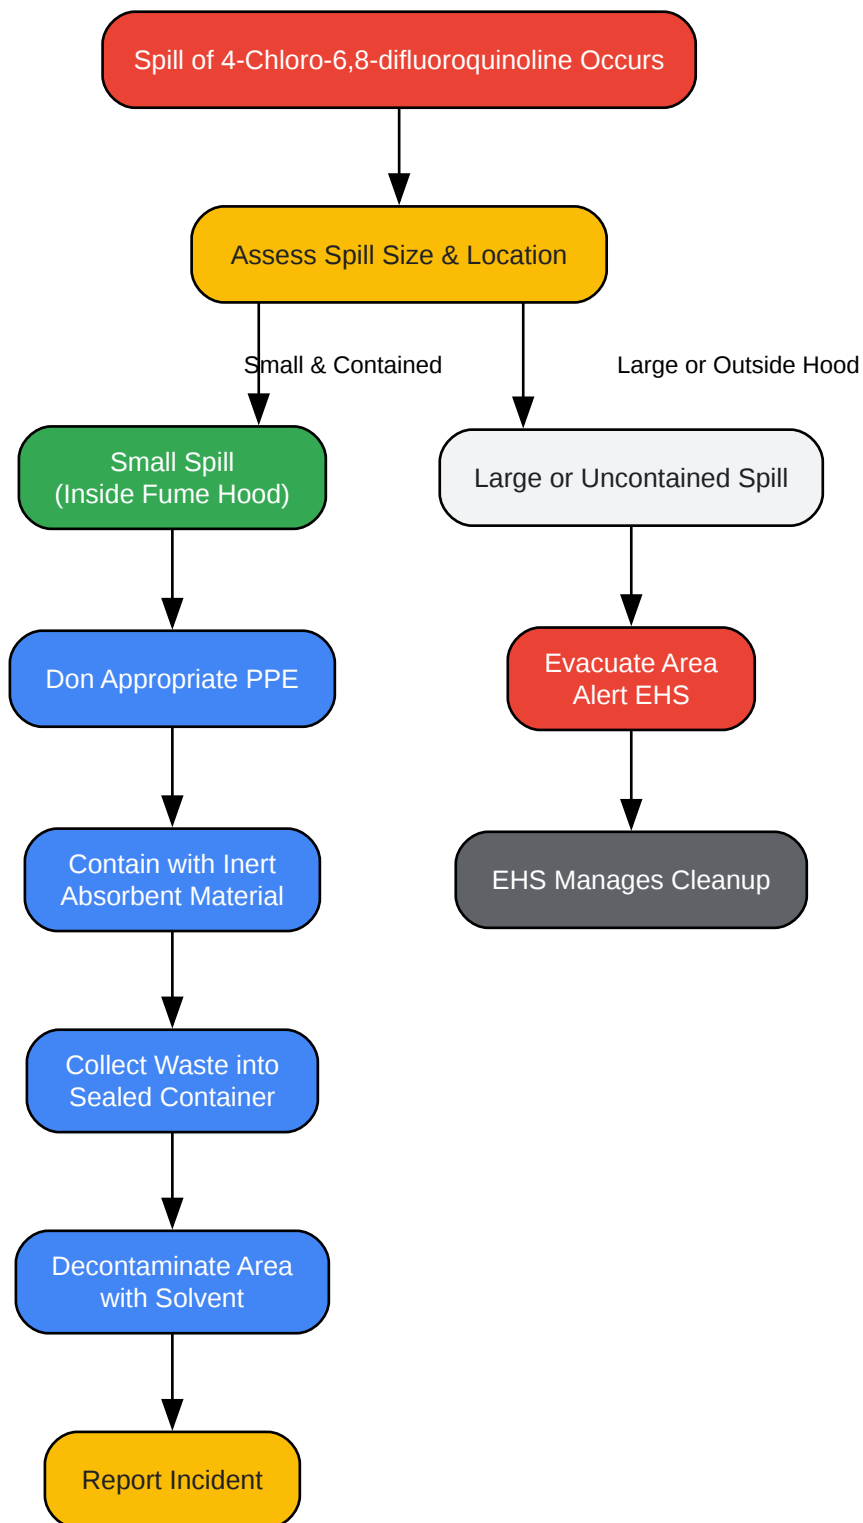 Spill of 4-Chloro-6,8-difluoroquinoline Occurs
Assess Spill Size & Location
Small & Contained
Large or Outside Hood
Small Spill
(Inside Fume Hood)
Large or Uncontained Spill
Don Appropriate PPE
Evacuate Area
Alert EHS
Contain with Inert
Absorbent Material
EHS Manages Cleanup
Collect Waste into
Sealed Container
Decontaminate Area
with Solvent
Report Incident